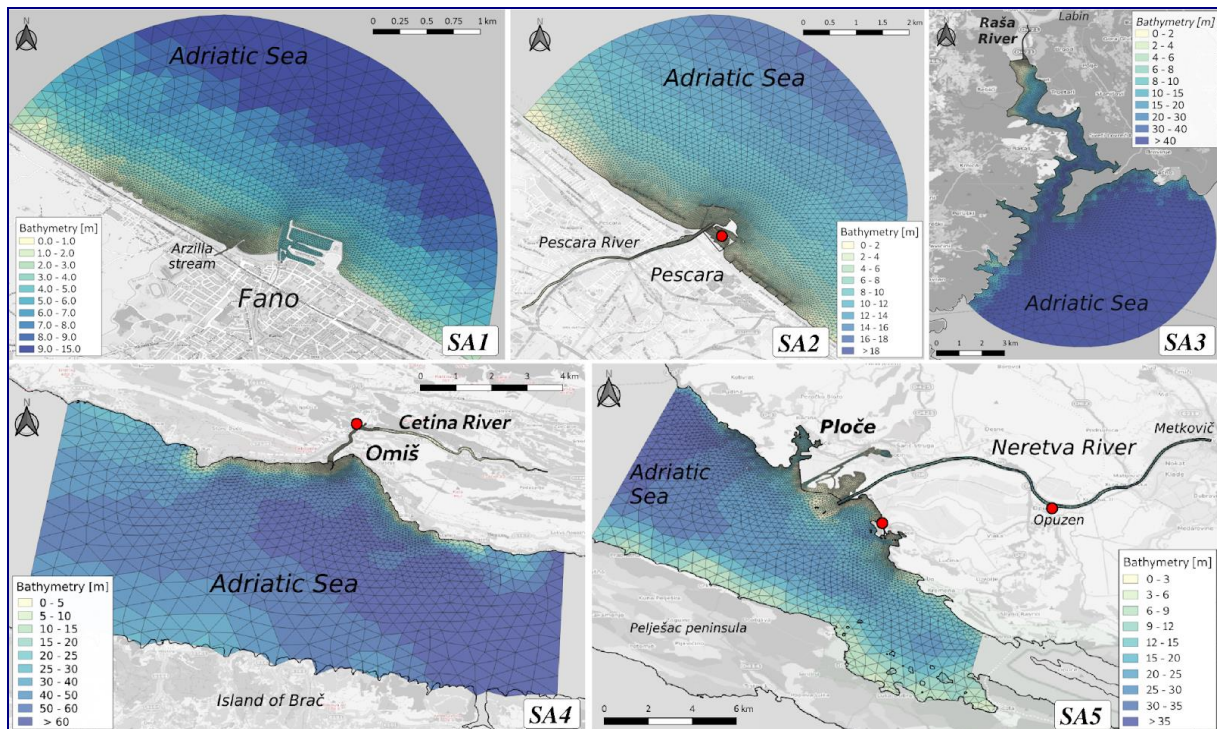 N
0 0.25 0.5 0.75 1 km
Adriatic Sea
Arzilla
stream
Fano
Bathymetry [m]
0.0 - 1.0
1.0 - 2.0
2.0 - 3.0
3.0 - 4.0
4.0 - 5.0
5.0 - 6.0
6.0 - 7.0
7.0 - 8.0
8.0 - 9.0
9.0 - 15.0
SA1
N
0 0.5 1 1.5 2 km
Adriatic Sea
Pescara River
Pescara
Bathymetry [m]
0 - 2
2 - 4
4 - 6
6 - 8
8 - 10
10 - 12
12 - 14
14 - 16
16 - 18
> 18
SA2
N
Labin
Raša
River
Bathymetry [m]
0 - 2
2 - 4
4 - 6
6 - 8
8 - 10
10 - 15
15 - 20
20 - 30
30 - 40
> 40
Adriatic Sea
0 1 2 3 km
SA3
N
0 1 2 3 4 km
Cetina River
Omiš
Adriatic Sea
Bathymetry [m]
0 - 5
5 - 10
10 - 15
15 - 20
20 - 25
25 - 30
30 - 40
40 - 50
50 - 60
> 60
Island of Brač
SA4
N
Ploče
Neretva River
Metkovič
Adriatic
Sea
Opuzen
Pelješac peninsula
Bathymetry [m]
0 - 3
3 - 6
6 - 9
9 - 12
12 - 15
15 - 20
20 - 25
25 - 30
30 - 35
> 35
0 2 4 6 km
SA5